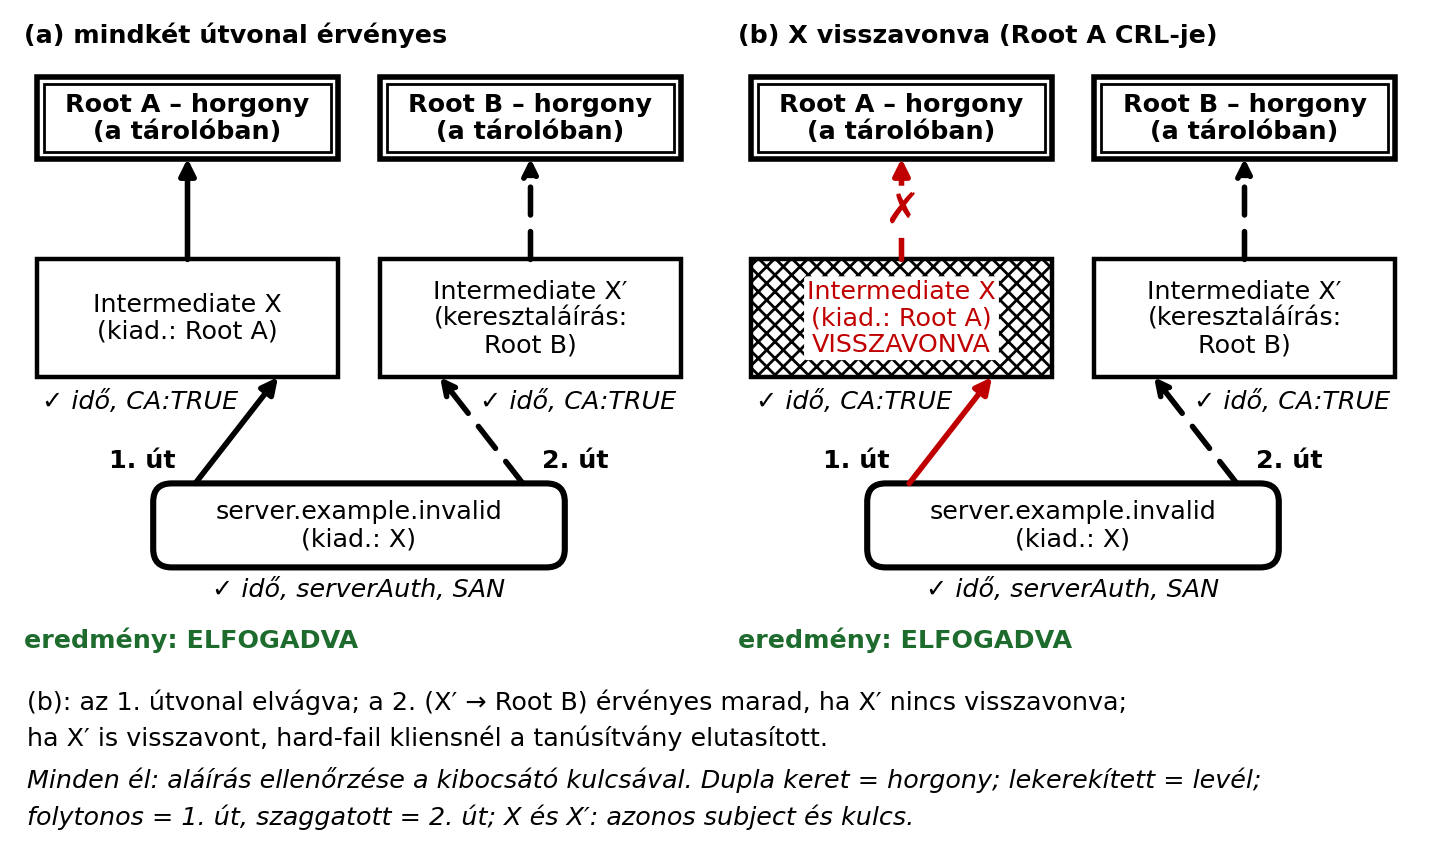 (a) mindkét útvonal érvényes
Root A – horgony
(a tárolóban)
Root B – horgony
(a tárolóban)
Intermediate X
(kiad.: Root A)
Intermediate X′
(keresztaláírás:
Root B)
✓ idő, CA:TRUE
✓ idő, CA:TRUE
1. út
2. út
server.example.invalid
(kiad.: X)
✓ idő, serverAuth, SAN
eredmény: ELFOGADVA
(b) X visszavonva (Root A CRL-je)
Root A – horgony
(a tárolóban)
Root B – horgony
(a tárolóban)
✗
Intermediate X
(kiad.: Root A)
VISSZAVONVA
Intermediate X′
(keresztaláírás:
Root B)
✓ idő, CA:TRUE
✓ idő, CA:TRUE
1. út
2. út
server.example.invalid
(kiad.: X)
✓ idő, serverAuth, SAN
eredmény: ELFOGADVA
(b): az 1. útvonal elvágva; a 2. (X′ → Root B) érvényes marad, ha X′ nincs visszavonva;
ha X′ is visszavont, hard-fail kliensnél a tanúsítvány elutasított.
Minden él: aláírás ellenőrzése a kibocsátó kulcsával. Dupla keret = horgony; lekerekített = levél;
folytonos = 1. út, szaggatott = 2. út; X és X′: azonos subject és kulcs.